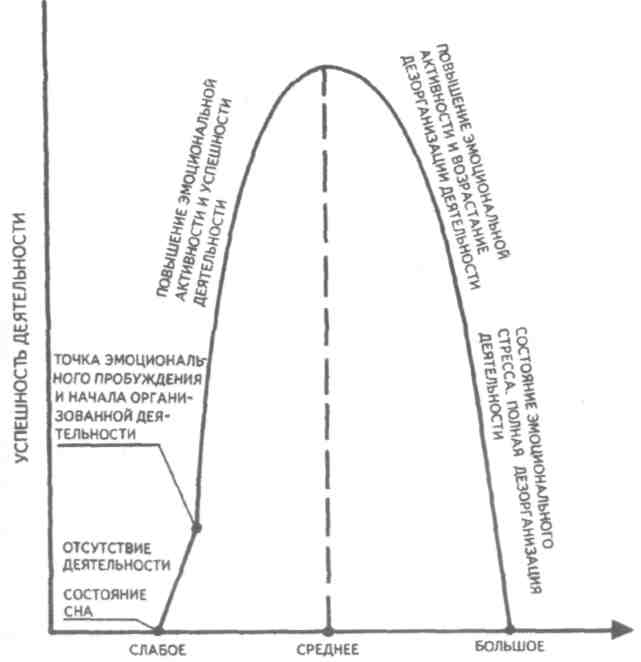 УСПЕШНОСТЬ ДЕЯТЕЛЬНОСТИ
ПОВЫШЕНИЕ ЭМОЦИОНАЛЬНОЙ
АКТИВНОСТИ И УСПЕШНОСТИ
ДЕЯТЕЛЬНОСТИ
ПОВЫШЕНИЕ ЭМОЦИОНАЛЬНОЙ
АКТИВНОСТИ И ВОЗРАСТАНИЕ
ДЕЗОРГАНИЗАЦИИ ДЕЯТЕЛЬНОСТИ
СОСТОЯНИЕ ЭМОЦИОНАЛЬНОГО
СТРЕССА. ПОЛНАЯ ДЕЗОРГАНИЗАЦИЯ
ДЕЯТЕЛЬНОСТИ
ТОЧКА ЭМОЦИОНАЛЬ-
НОГО ПРОБУЖДЕНИЯ
И НАЧАЛА ОРГАНИ-
ЗОВАННОЙ ДЕЯ-
ТЕЛЬНОСТИ
ОТСУТСТВИЕ
ДЕЯТЕЛЬНОСТИ
СОСТОЯНИЕ
СНА
СЛАБОЕ
СРЕДНЕЕ
БОЛЬШОЕ